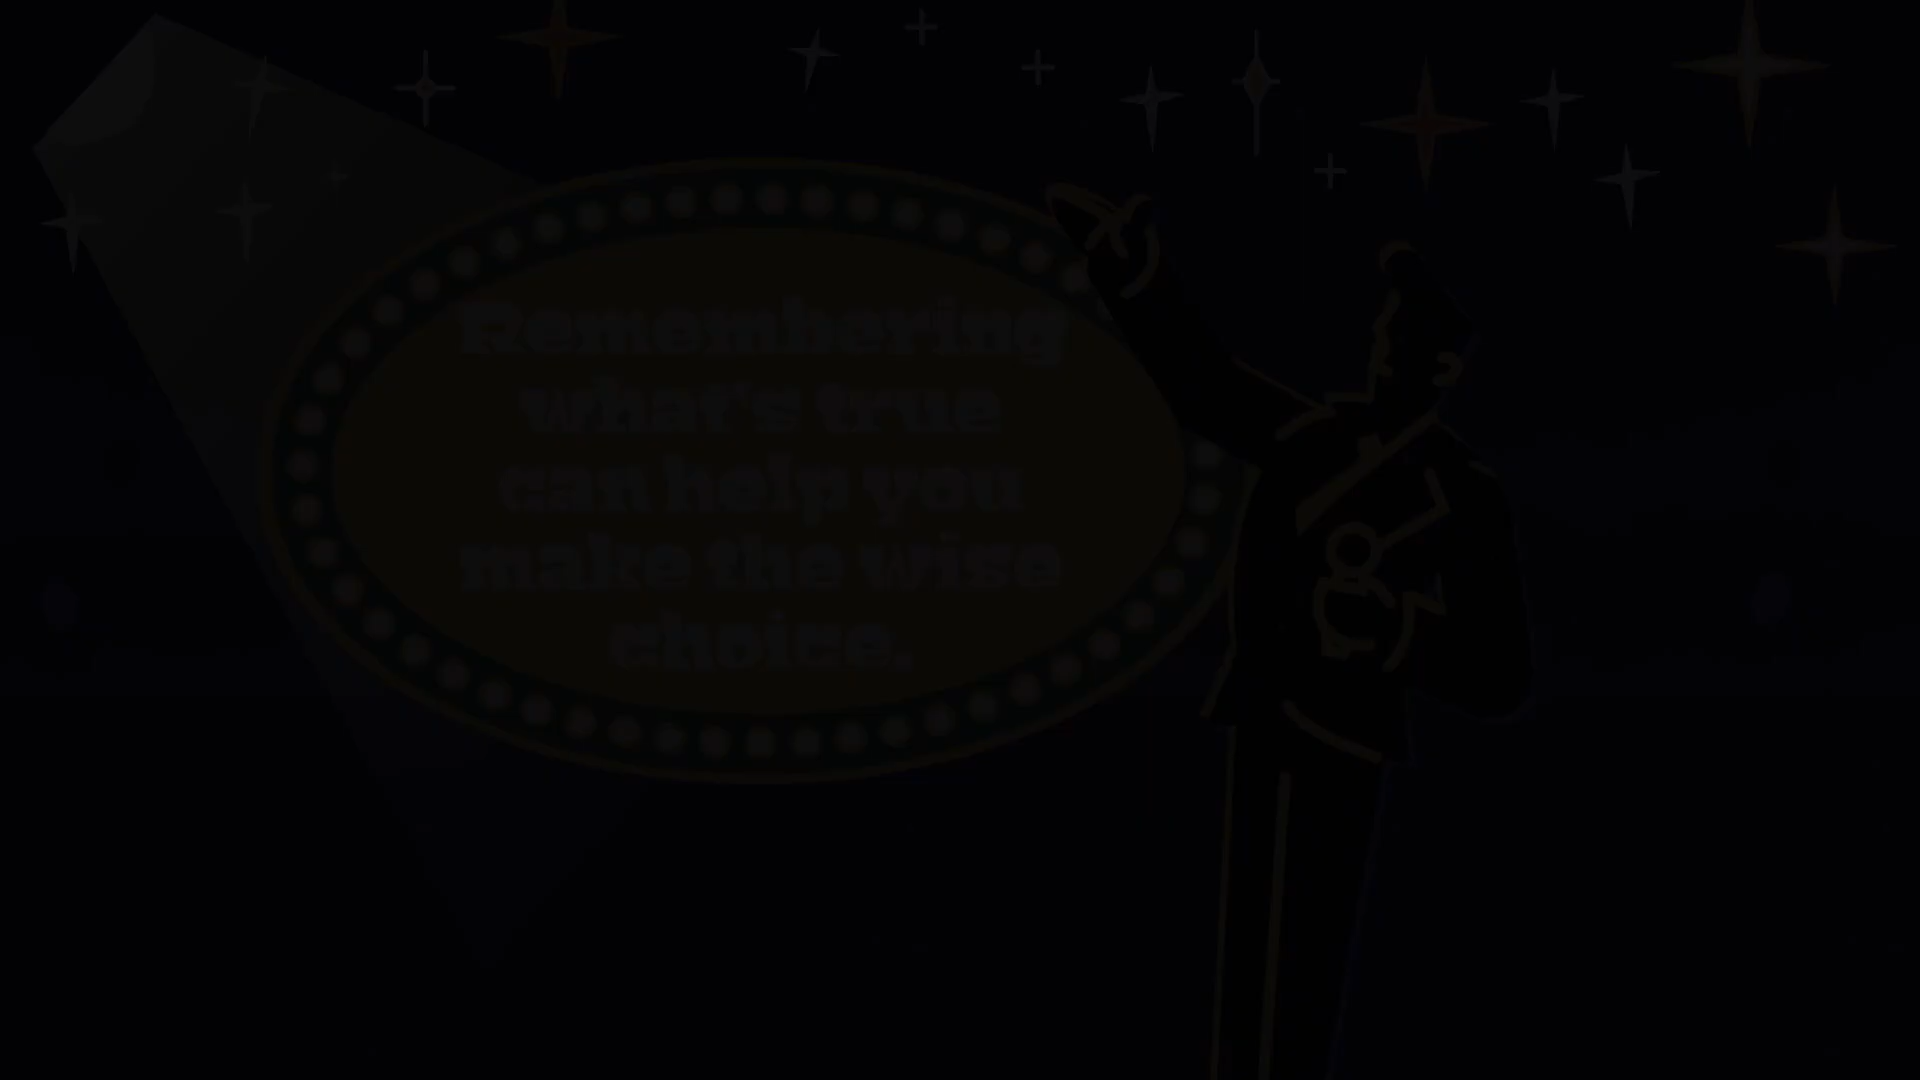 Remembering
what's true
can help you
make the wise
choice.